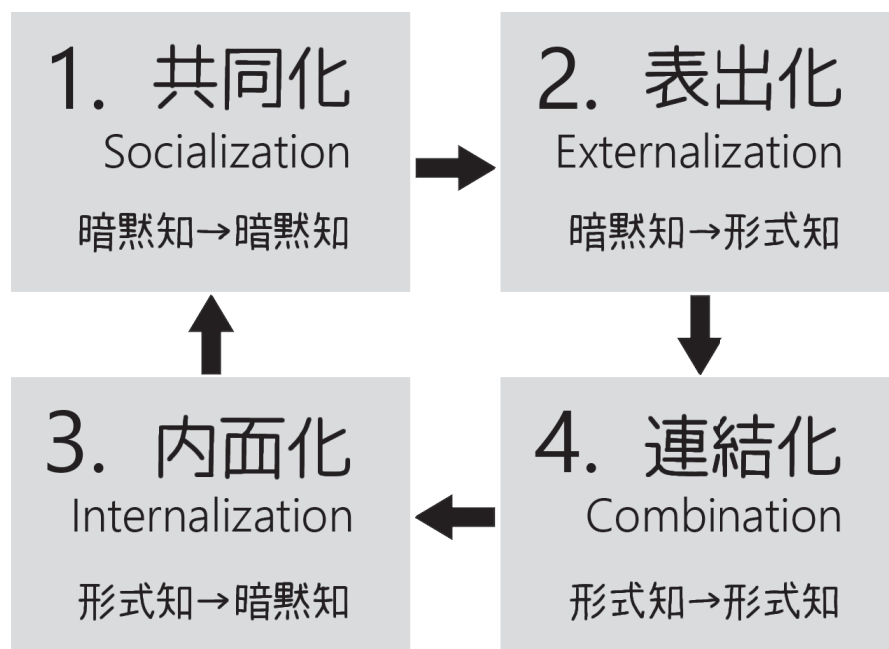 1. 共同化
Socialization
暗黙知→暗黙知
2. 表出化
Externalization
暗黙知→形式知
3. 内面化
Internalization
形式知→暗黙知
4. 連結化
Combination
形式知→形式知